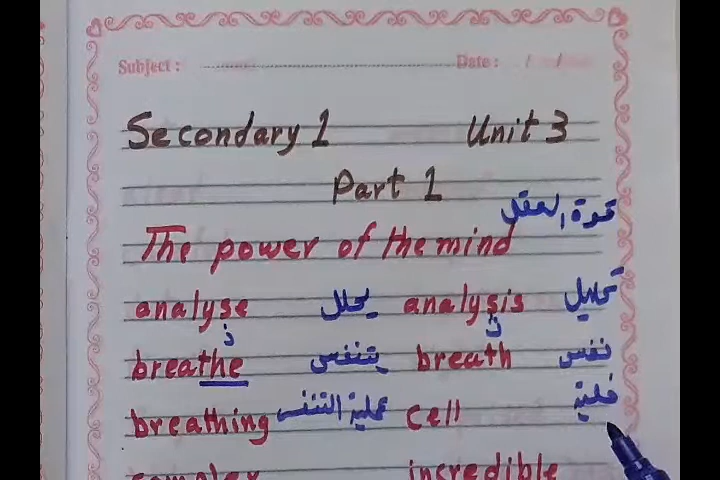 Subject : Date : / /
Secondary 1 Unit 3
Part 1
قوة العقل
The power of the mind
analyse يحلل analysis تحليل
ذ ث
breathe يتنفس breath نفس
breathing عملية التنفس cell خلية
complex incredible